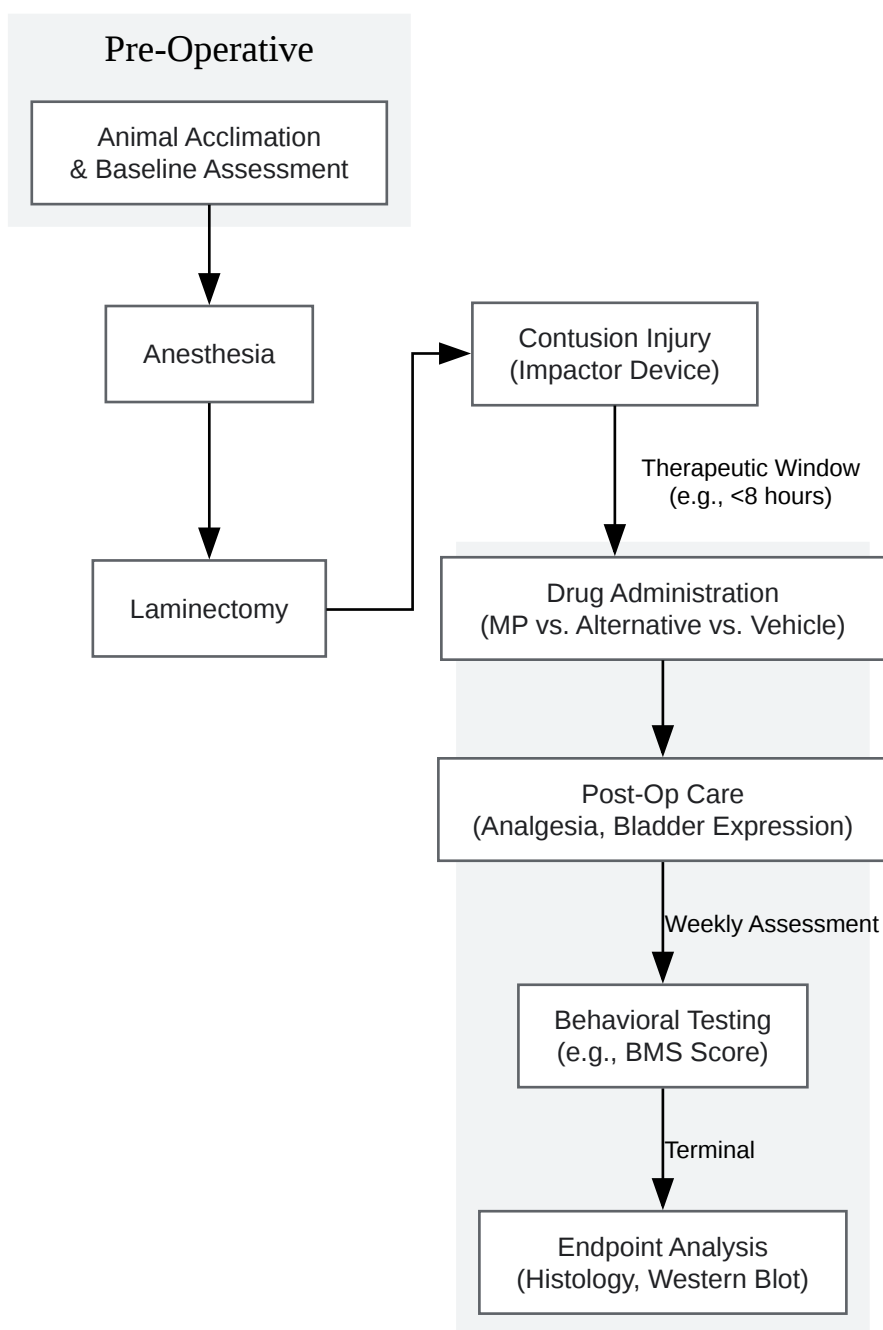 Pre-Operative
Animal Acclimation
& Baseline Assessment
Anesthesia
Laminectomy
Contusion Injury
(Impactor Device)
Therapeutic Window
(e.g., <8 hours)
Drug Administration
(MP vs. Alternative vs. Vehicle)
Post-Op Care
(Analgesia, Bladder Expression)
Weekly Assessment
Behavioral Testing
(e.g., BMS Score)
Terminal
Endpoint Analysis
(Histology, Western Blot)